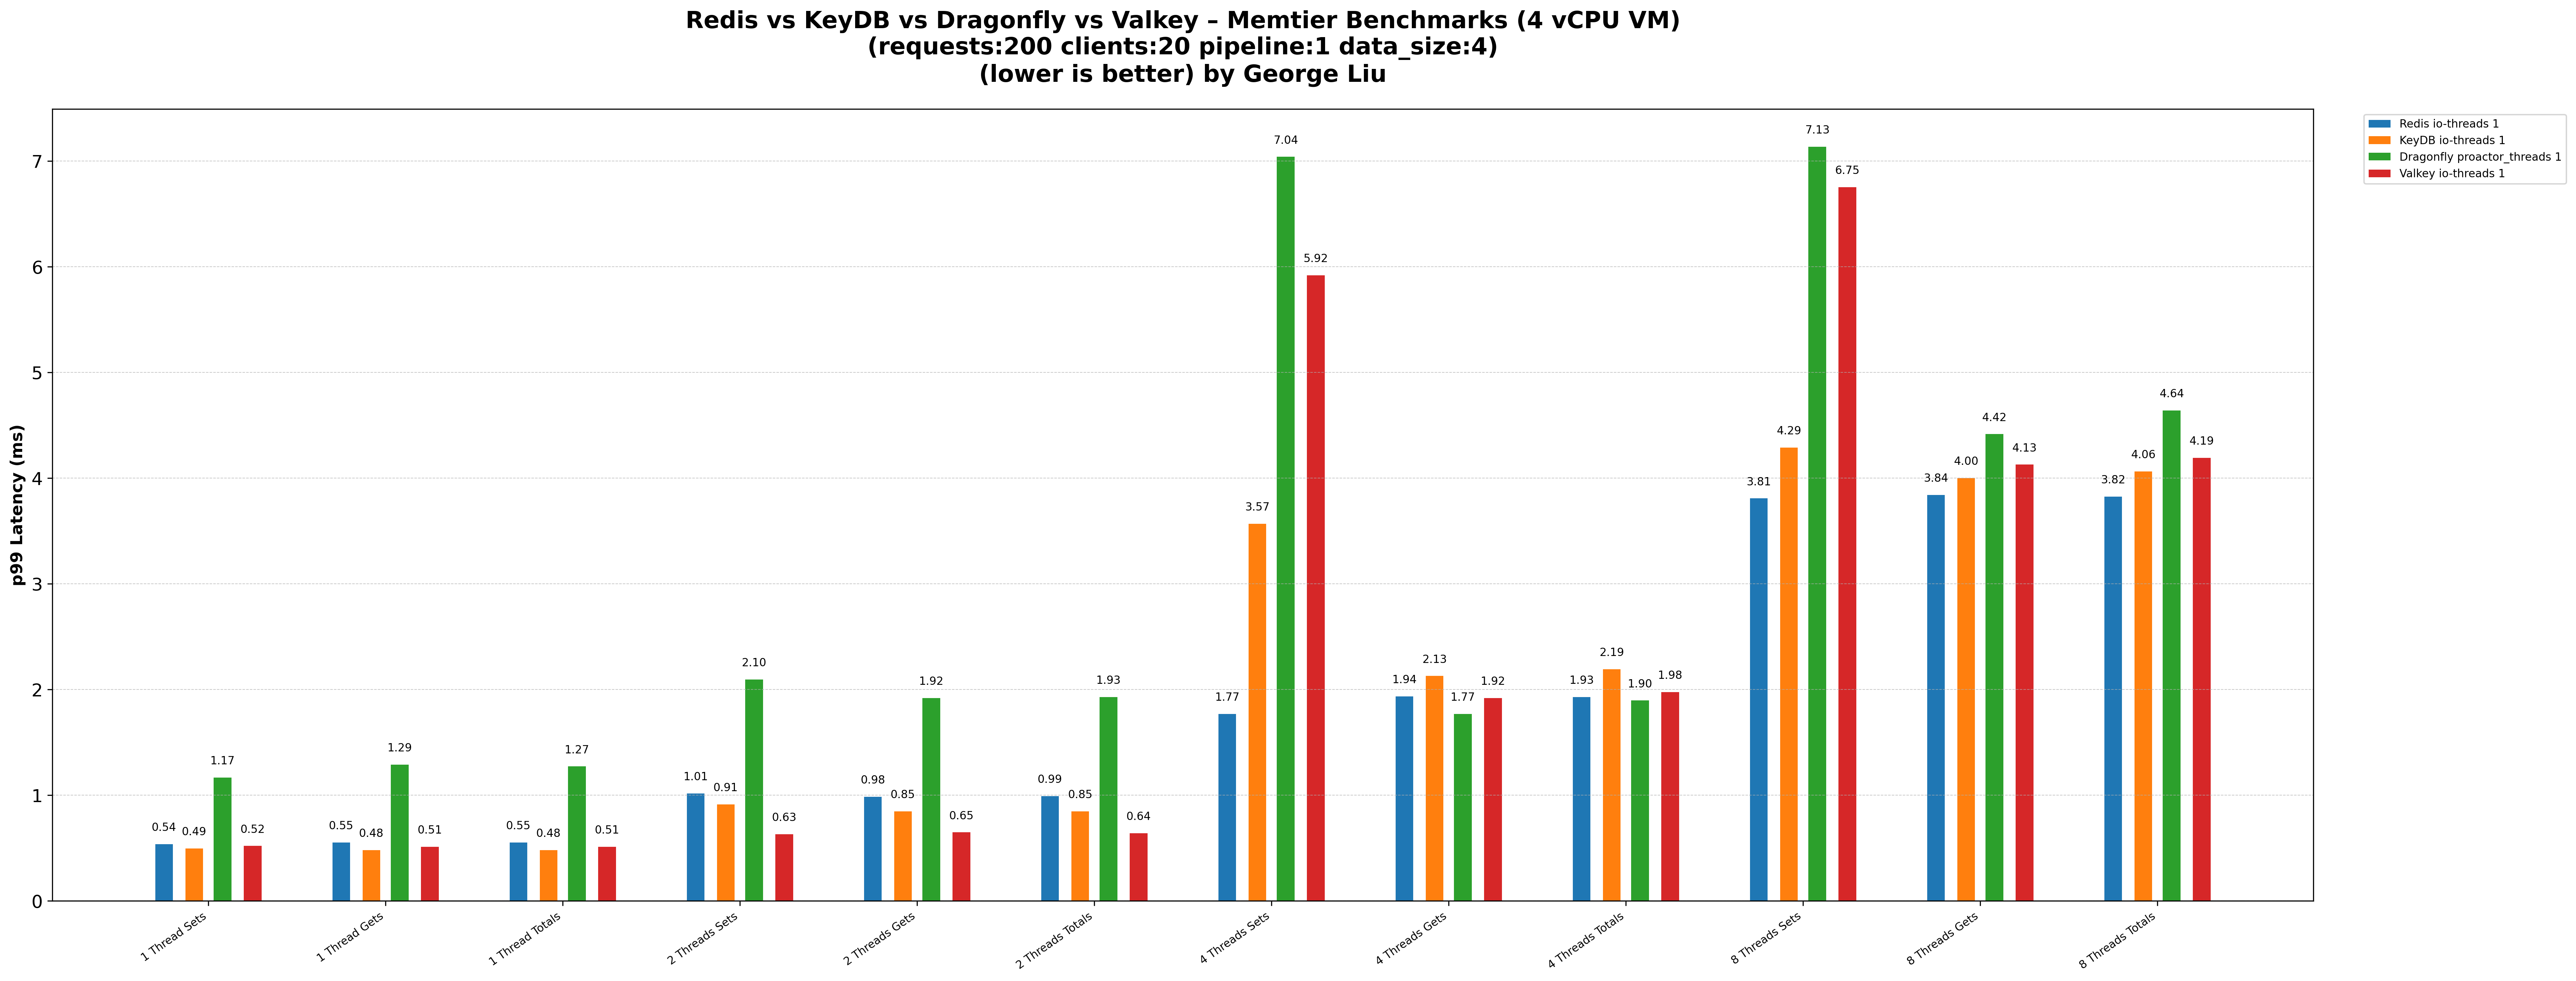 Redis vs KeyDB vs Dragonfly vs Valkey – Memtier Benchmarks (4 vCPU VM)
(requests:200 clients:20 pipeline:1 data_size:4)
(lower is better) by George Liu
Redis io-threads 1
KeyDB io-threads 1
Dragonfly proactor_threads 1
Valkey io-threads 1
p99 Latency (ms)
7
6
5
4
3
2
1
0
0.54 0.49 1.17 0.52
0.55 0.48 1.29 0.51
0.55 0.48 1.27 0.51
1.01 0.91 2.10 0.63
0.98 0.85 1.92 0.65
0.99 0.85 1.93 0.64
1.77 3.57 7.04 5.92
1.94 2.13 1.77 1.92
1.93 2.19 1.90 1.98
3.81 4.29 7.13 6.75
3.84 4.00 4.42 4.13
3.82 4.06 4.64 4.19
1 Thread Sets
1 Thread Gets
1 Thread Totals
2 Threads Sets
2 Threads Gets
2 Threads Totals
4 Threads Sets
4 Threads Gets
4 Threads Totals
8 Threads Sets
8 Threads Gets
8 Threads Totals